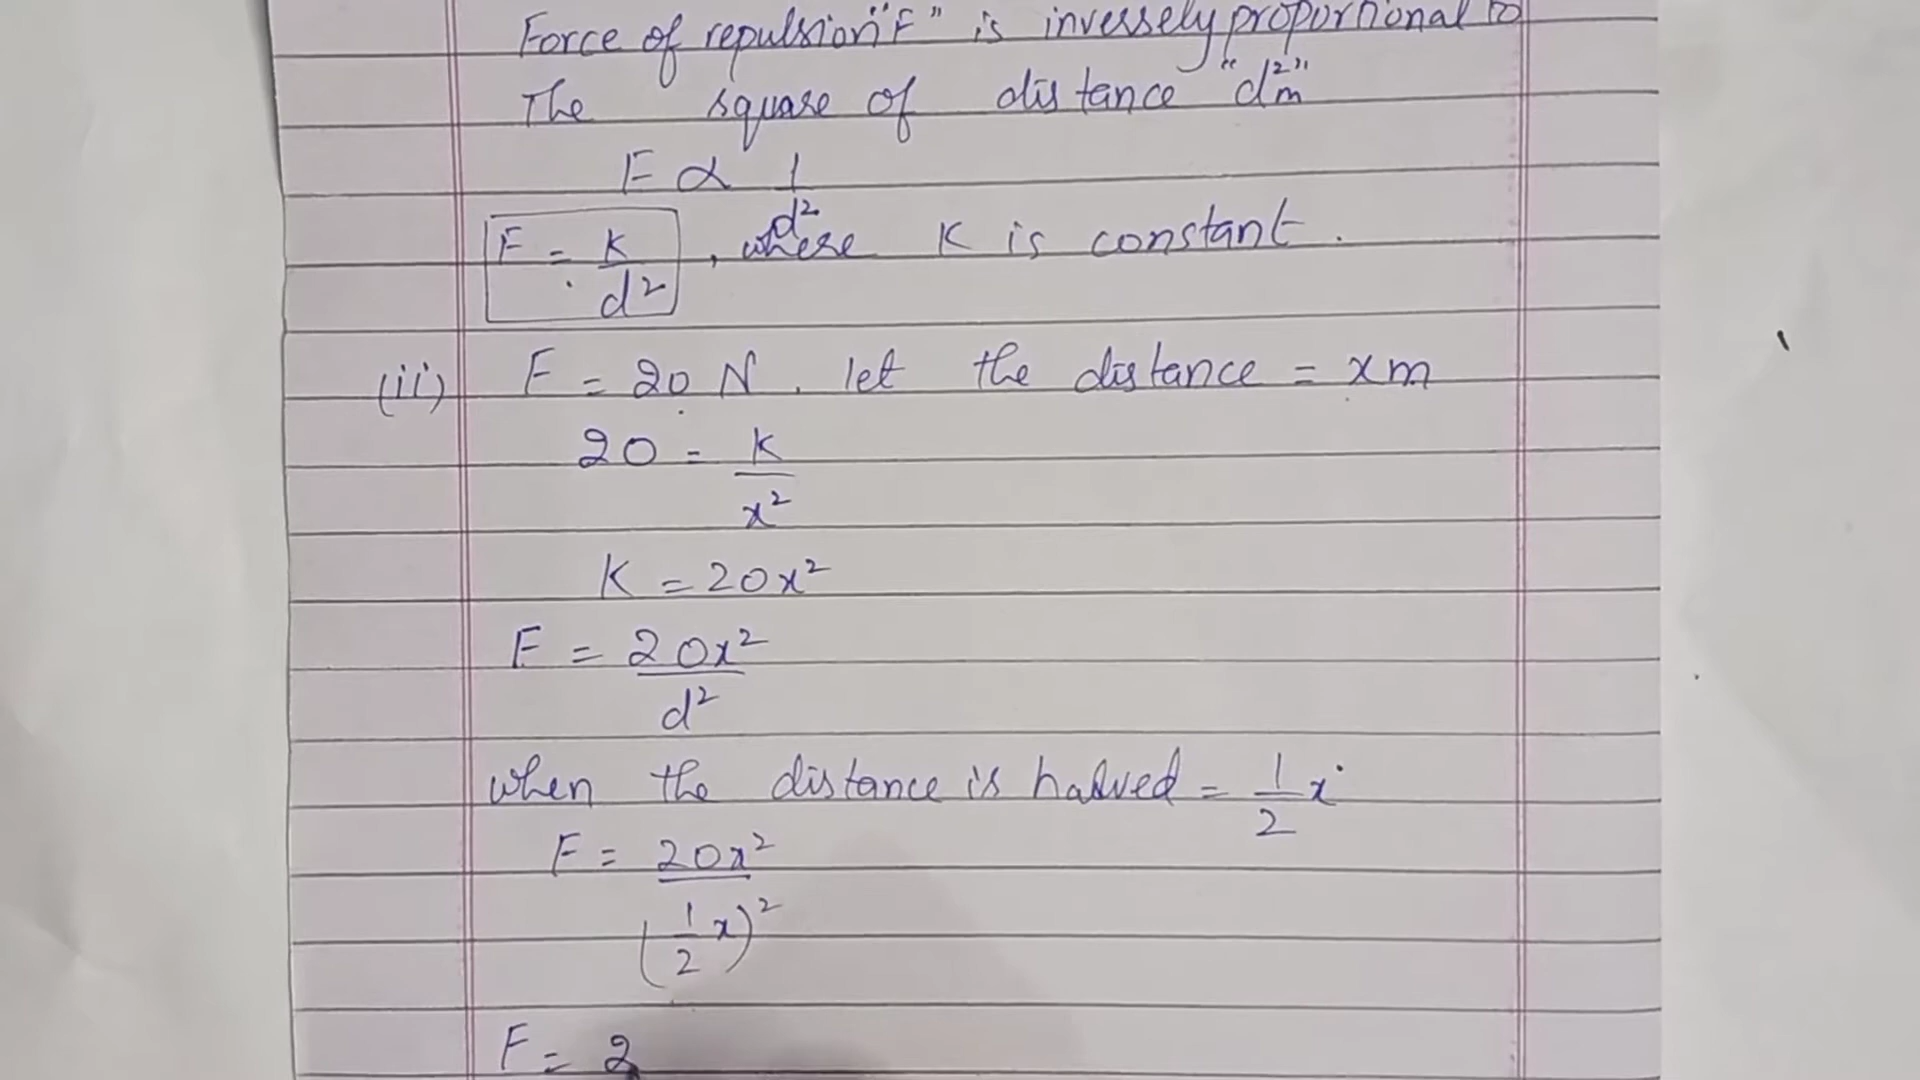 Force of repulsion "F" is inversely proportional to
The square of distance "d²m"
F ∝ 1/d²
F = K/d² , where K is constant.
(ii) F = 20 N . let the distance = xm
20 = K/x²
K = 20x²
F = 20x²/d²
when the distance is halved = 1/2 x
F = 20x²/(1/2 x)²
F = 2